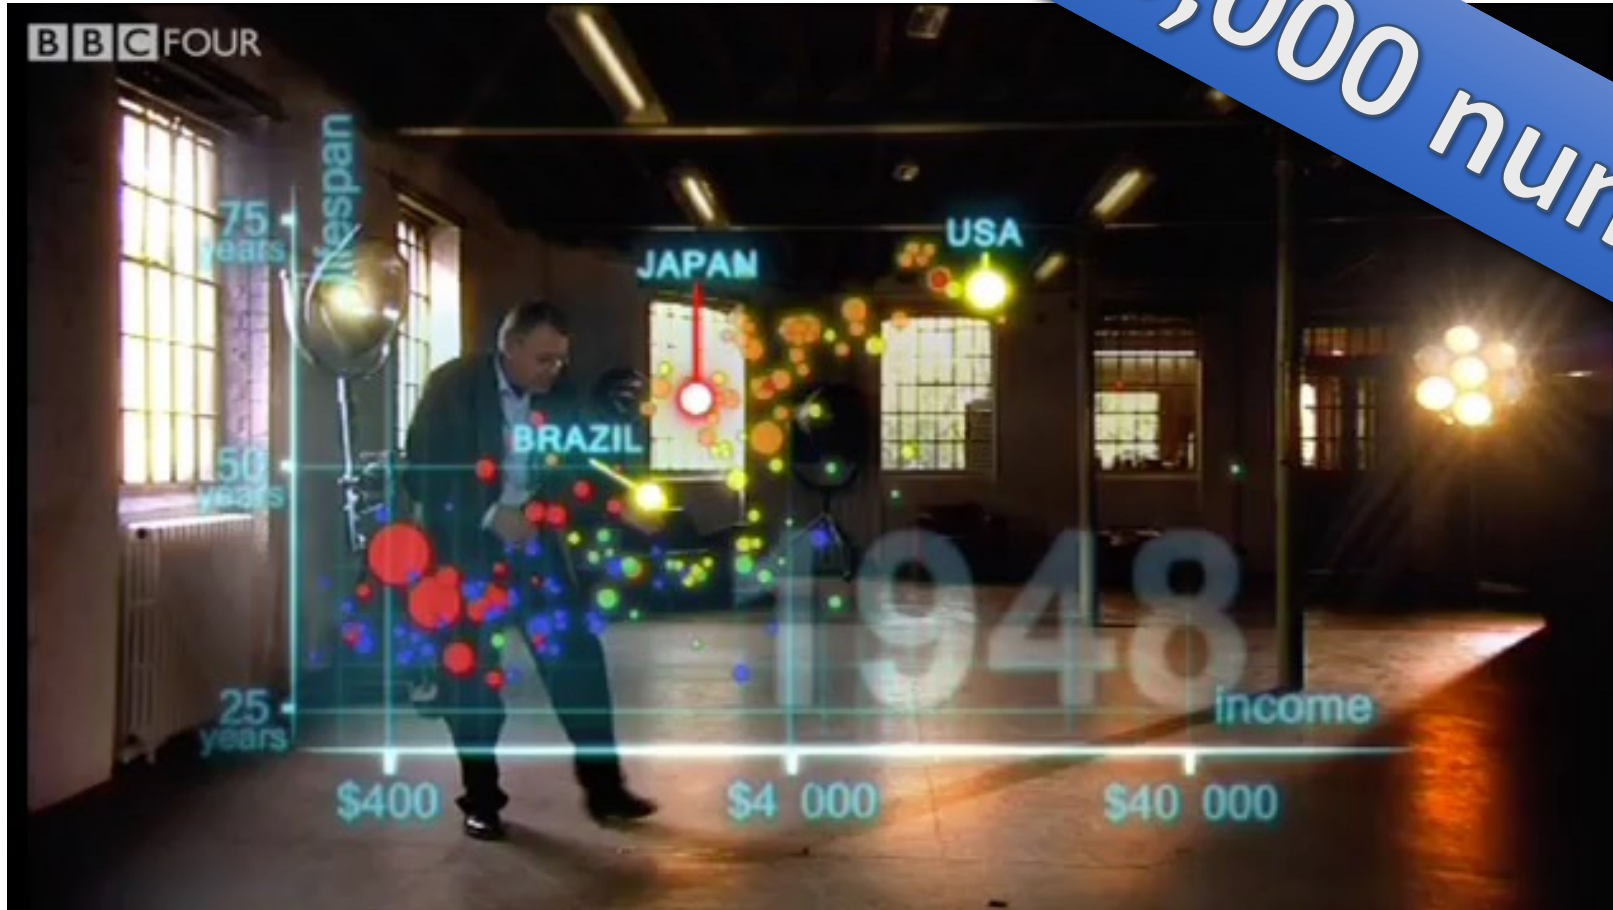 BBC FOUR
,000 nur
lifespan
75
years
USA
JAPAN
BRAZIL
50
years
1948
25
years
income
$400
$4 000
$40 000